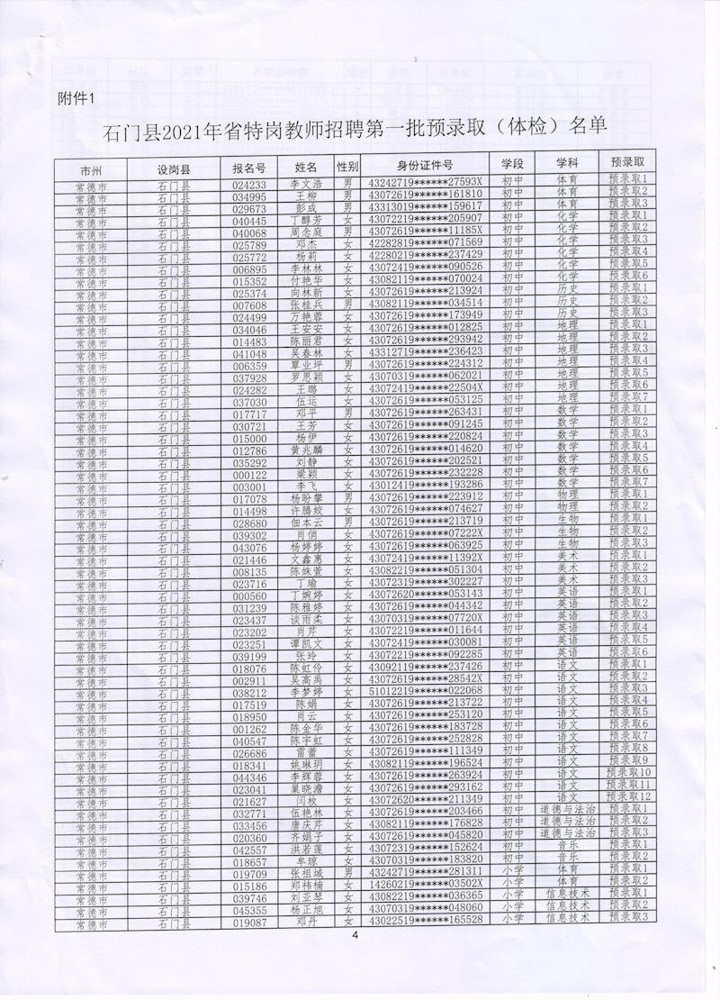 附件1
石门县2021年省特岗教师招聘第一批预录取（体检）名单
市州 设岗县 报名号 姓名 性别 身份证件号 学段 学科 预录取
常德市 石门县 024233 李文浩 男 43242719******27593X 初中 体育 预录取1
常德市 石门县 034995 王柳 男 43072619******161810 初中 体育 预录取2
常德市 石门县 029673 彭成 男 43313019******159617 初中 体育 预录取3
常德市 石门县 040445 丁醇芳 女 43072219******205907 初中 化学 预录取1
常德市 石门县 040068 周念庭 男 43072619******11185X 初中 化学 预录取2
常德市 石门县 025789 邓杰 女 42282819******071569 初中 化学 预录取3
常德市 石门县 025772 杨莉 女 42280219******237429 初中 化学 预录取4
常德市 石门县 006895 李林林 女 43072419******090526 初中 化学 预录取5
常德市 石门县 015352 付艳华 女 43082119******070024 初中 化学 预录取6
常德市 石门县 025374 向林新 女 43072619******213924 初中 历史 预录取1
常德市 石门县 007608 张桂兵 男 43082119******034514 初中 历史 预录取2
常德市 石门县 024499 万艳蓉 女 43072619******173949 初中 历史 预录取3
常德市 石门县 034046 王安安 女 43072619******012825 初中 地理 预录取1
常德市 石门县 014483 陈丽君 女 43072619******293942 初中 地理 预录取2
常德市 石门县 041048 吴春林 女 43312719******236423 初中 地理 预录取3
常德市 石门县 006359 覃业坪 男 43072619******224312 初中 地理 预录取4
常德市 石门县 037928 罗思颖 女 43070319******062021 初中 地理 预录取5
常德市 石门县 024282 王璐 女 43072419******22504X 初中 地理 预录取6
常德市 石门县 037030 伍运 女 43072619******053125 初中 地理 预录取7
常德市 石门县 017717 邓平 男 43072619******263431 初中 数学 预录取1
常德市 石门县 030721 王芳 女 43072619******091245 初中 数学 预录取2
常德市 石门县 015000 杨伊 女 43072619******220824 初中 数学 预录取3
常德市 石门县 012786 黄兆麟 女 43072619******014620 初中 数学 预录取4
常德市 石门县 035292 刘静 女 43072619******202521 初中 数学 预录取5
常德市 石门县 000122 梁颖 女 43072619******232228 初中 数学 预录取6
常德市 石门县 003001 李飞 女 43012419******193286 初中 数学 预录取7
常德市 石门县 017078 杨盼攀 男 43072619******223912 初中 物理 预录取1
常德市 石门县 014498 许腾姣 女 43072619******074627 初中 物理 预录取2
常德市 石门县 028680 佃本云 男 43072619******213719 初中 生物 预录取1
常德市 石门县 039302 肖俏 女 43072619******07222X 初中 生物 预录取2
常德市 石门县 043076 杨婷婷 女 43072619******063925 初中 生物 预录取3
常德市 石门县 021446 文鑫惠 女 43072419******11392X 初中 美术 预录取1
常德市 石门县 008135 陈姝萱 女 43082219******051304 初中 美术 预录取2
常德市 石门县 023716 丁瑜 女 43072319******302227 初中 美术 预录取3
常德市 石门县 000560 丁婉婷 女 43072620******053143 初中 英语 预录取1
常德市 石门县 031239 陈雅婷 女 43072619******044342 初中 英语 预录取2
常德市 石门县 023437 谈雨柔 女 43070319******07720X 初中 英语 预录取3
常德市 石门县 023202 肖芹 女 43072219******011644 初中 英语 预录取4
常德市 石门县 023251 谭凯文 女 43072419******030081 初中 英语 预录取5
常德市 石门县 039199 张玲 女 43072219******092285 初中 英语 预录取6
常德市 石门县 018076 陈虹伶 女 43092119******237426 初中 语文 预录取1
常德市 石门县 002911 吴高禹 女 43072619******28542X 初中 语文 预录取2
常德市 石门县 038212 李梦婷 女 51012219******022068 初中 语文 预录取3
常德市 石门县 017519 陈娟 女 43072619******213722 初中 语文 预录取4
常德市 石门县 018950 肖云 女 43072619******253120 初中 语文 预录取5
常德市 石门县 001262 陈金华 女 43072619******183728 初中 语文 预录取6
常德市 石门县 040547 陈宇虹 女 43072619******252828 初中 语文 预录取7
常德市 石门县 026686 雷蕾 女 43072619******111349 初中 语文 预录取8
常德市 石门县 018341 姚琳玥 女 43082119******196524 初中 语文 预录取9
常德市 石门县 044346 李辉蓉 女 43072619******263924 初中 语文 预录取10
常德市 石门县 023041 巢晓澹 女 43072619******293162 初中 语文 预录取11
常德市 石门县 021627 闫枚 女 43072620******211349 初中 语文 预录取12
常德市 石门县 032771 伍艳林 女 43072619******203466 初中 道德与法治 预录取1
常德市 石门县 033456 唐庆芹 女 43082119******176828 初中 道德与法治 预录取2
常德市 石门县 020360 齐娟子 女 43072619******045820 初中 道德与法治 预录取3
常德市 石门县 042557 洪若莲 女 43072319******152624 初中 音乐 预录取1
常德市 石门县 018657 牟琼 女 43070319******183820 初中 音乐 预录取2
常德市 石门县 019709 张祖域 男 43242719******281311 小学 体育 预录取1
常德市 石门县 015186 郑祎楠 女 14260219******03502X 小学 体育 预录取2
常德市 石门县 039746 刘亚琴 女 43082219******036365 小学 信息技术 预录取1
常德市 石门县 045355 杨正旭 女 43070319******048060 小学 信息技术 预录取2
常德市 石门县 019087 邓丹 女 43022519******165528 小学 信息技术 预录取3
4